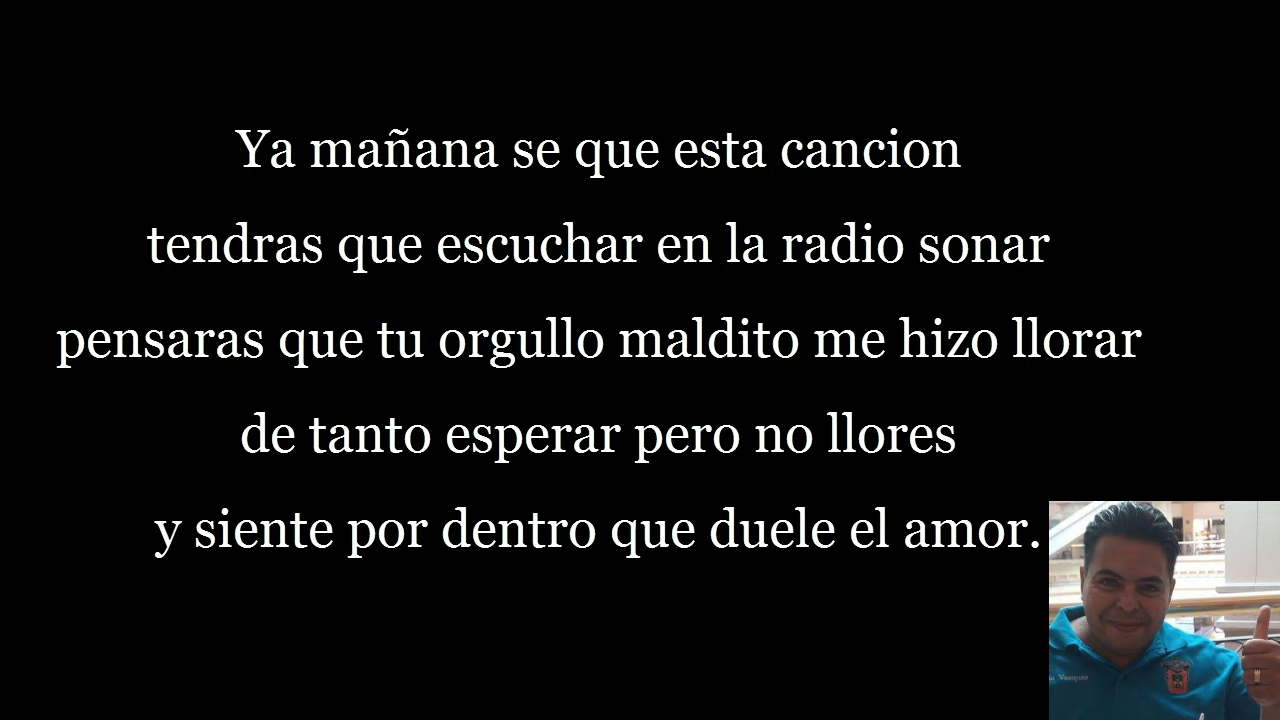 Ya mañana se que esta cancion
tendras que escuchar en la radio sonar
pensaras que tu orgullo maldito me hizo llorar
de tanto esperar pero no llores
y siente por dentro que duele el amor.
Vazquez